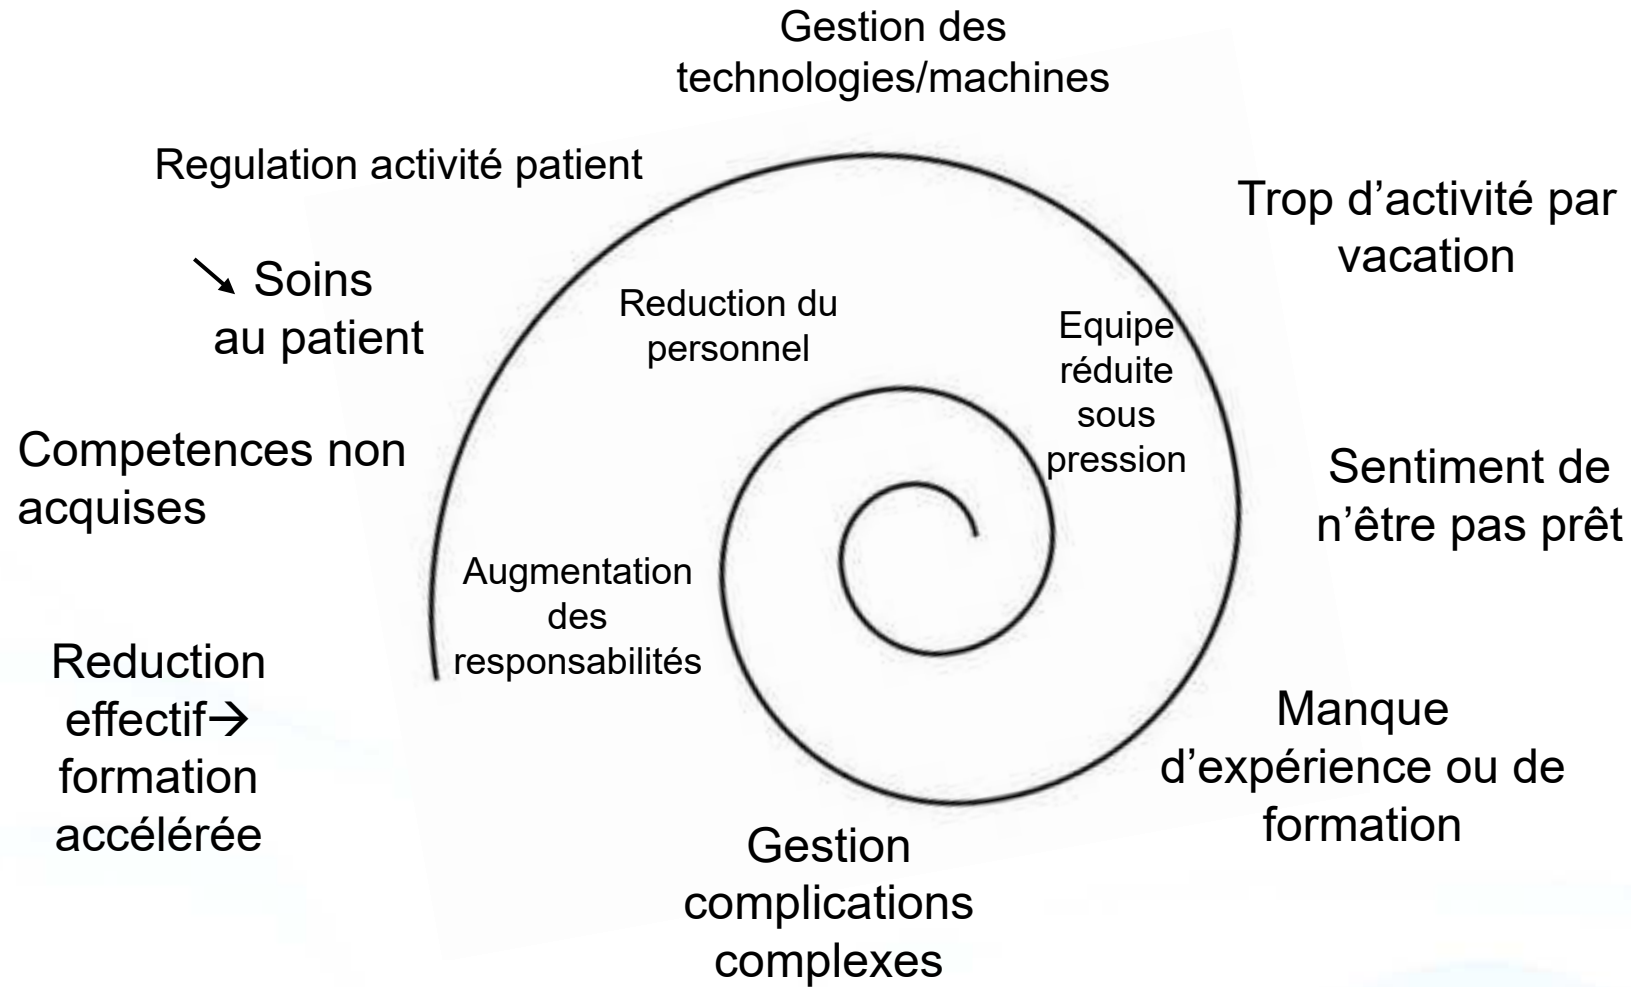 Gestion des
technologies/machines
Regulation activité patient
Trop d’activité par
vacation
↘ Soins
au patient
Reduction du
personnel
Equipe
réduite
sous
pression
Competences non
acquises
Sentiment de
n’être pas prêt
Augmentation
des
responsabilités
Reduction
effectif→
formation
accélérée
Manque
d’expérience ou de
formation
Gestion
complications
complexes